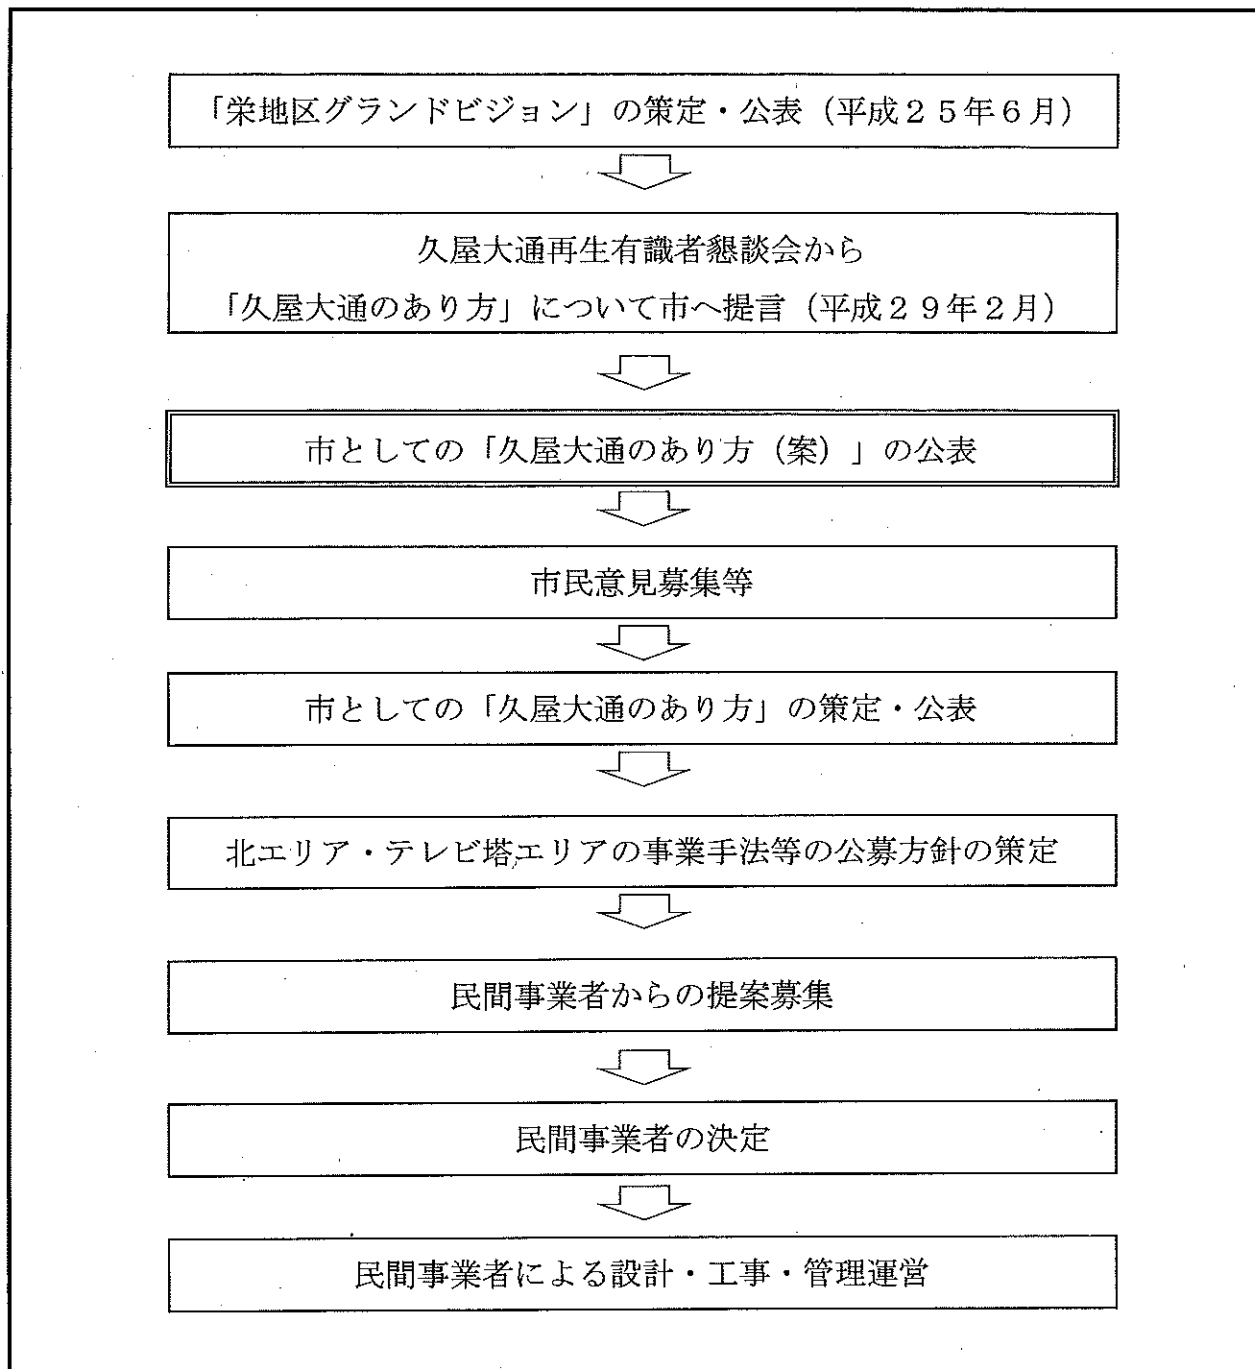 「栄地区グランドビジョン」の策定・公表（平成２５年６月）
久屋大通再生有識者懇談会から
「久屋大通のあり方」について市へ提言（平成２９年２月）
市としての「久屋大通のあり方（案）」の公表
市民意見募集等
市としての「久屋大通のあり方」の策定・公表
北エリア・テレビ塔エリアの事業手法等の公募方針の策定
民間事業者からの提案募集
民間事業者の決定
民間事業者による設計・工事・管理運営